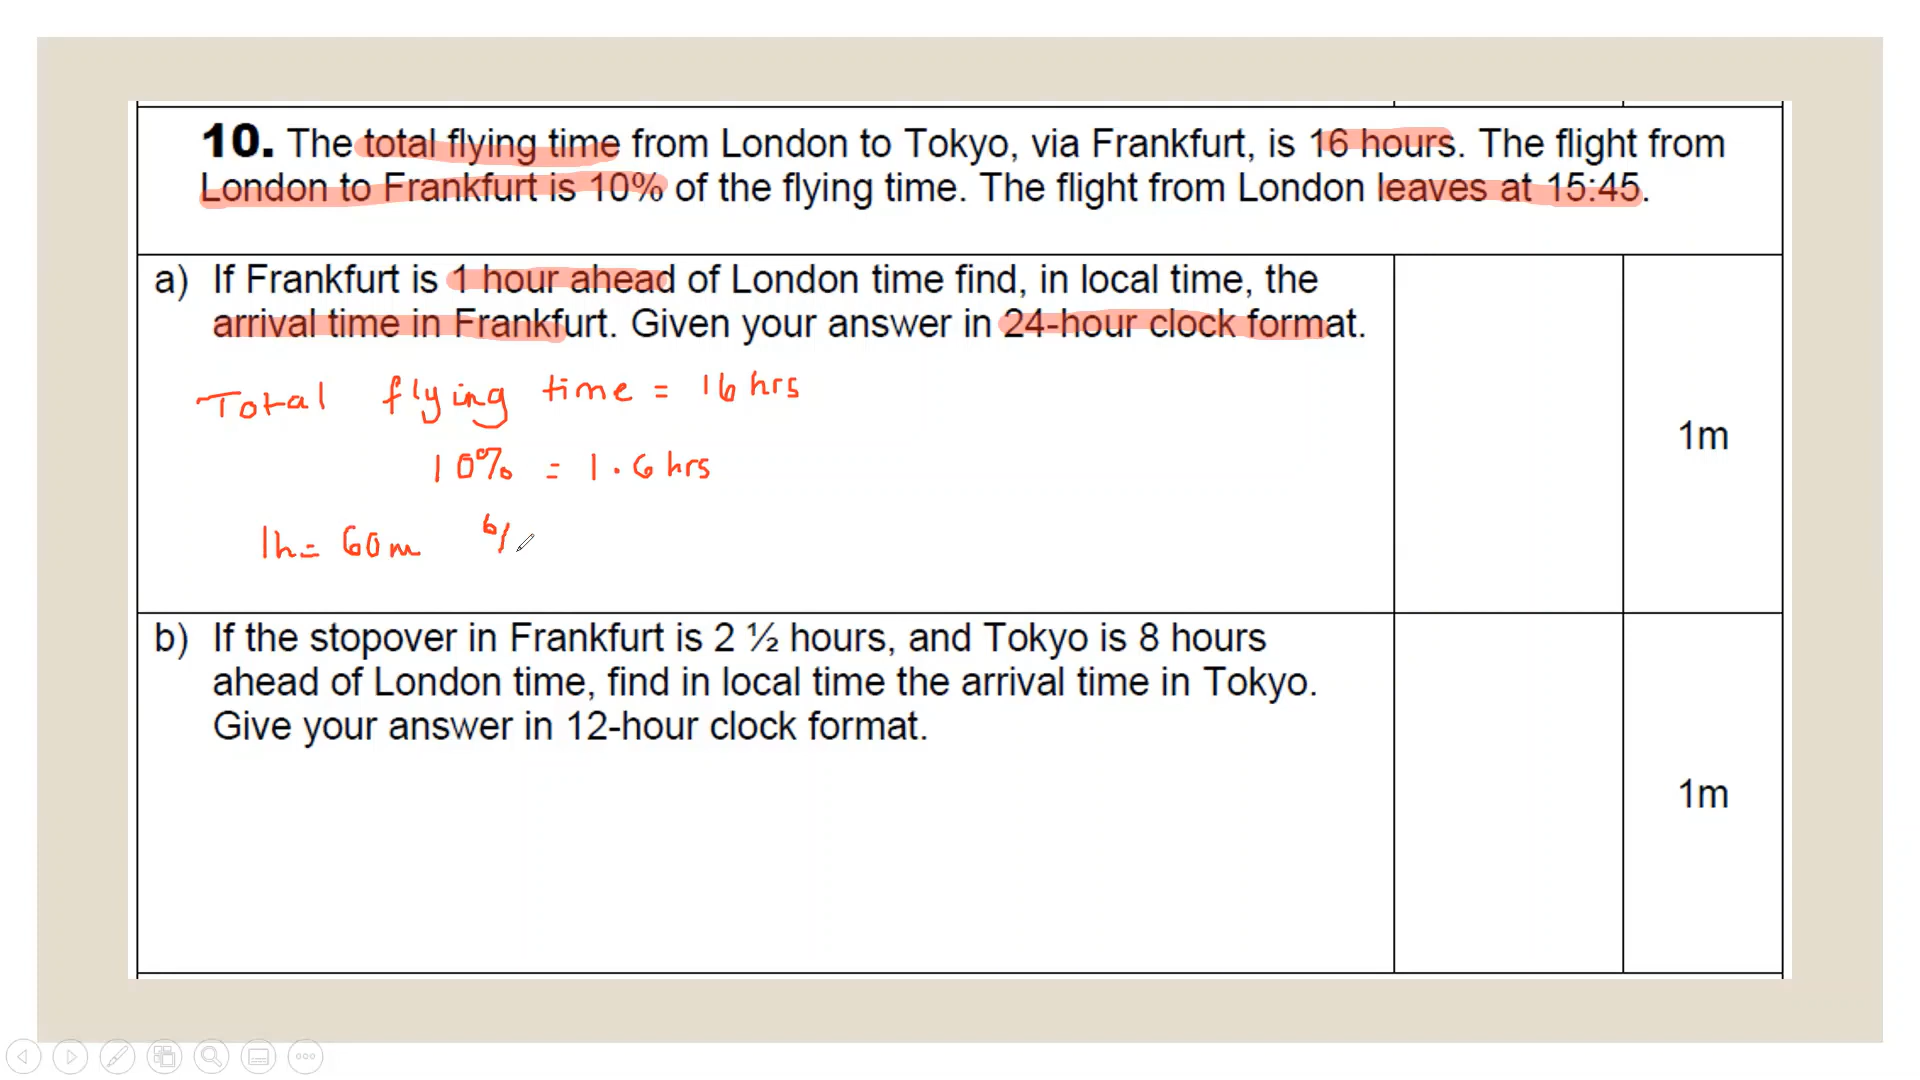 10. The total flying time from London to Tokyo, via Frankfurt, is 16 hours. The flight from
London to Frankfurt is 10% of the flying time. The flight from London leaves at 15:45.
a) If Frankfurt is 1 hour ahead of London time find, in local time, the
arrival time in Frankfurt. Given your answer in 24-hour clock format.
Total flying time = 16 hrs
10% = 1.6 hrs
1h = 60m 6/
1m
b) If the stopover in Frankfurt is 2 ½ hours, and Tokyo is 8 hours
ahead of London time, find in local time the arrival time in Tokyo.
Give your answer in 12-hour clock format.
1m